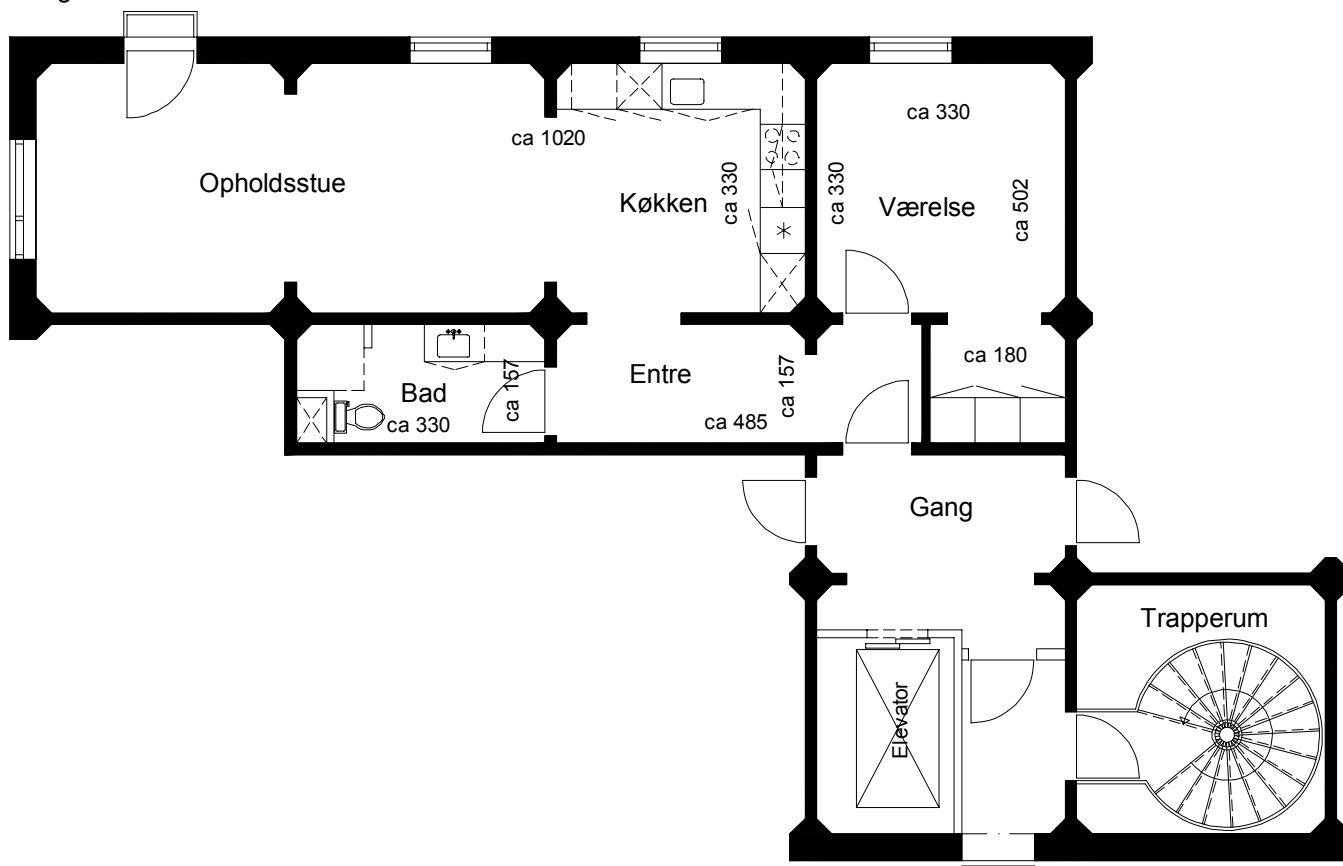 ca 1020
ca 330
Opholdsstue
Køkken
ca 330
ca 330
Værelse
ca 502
Entre
ca 157
ca 180
Bad
ca 157
ca 330
ca 485
Gang
Trapperum
Elevator